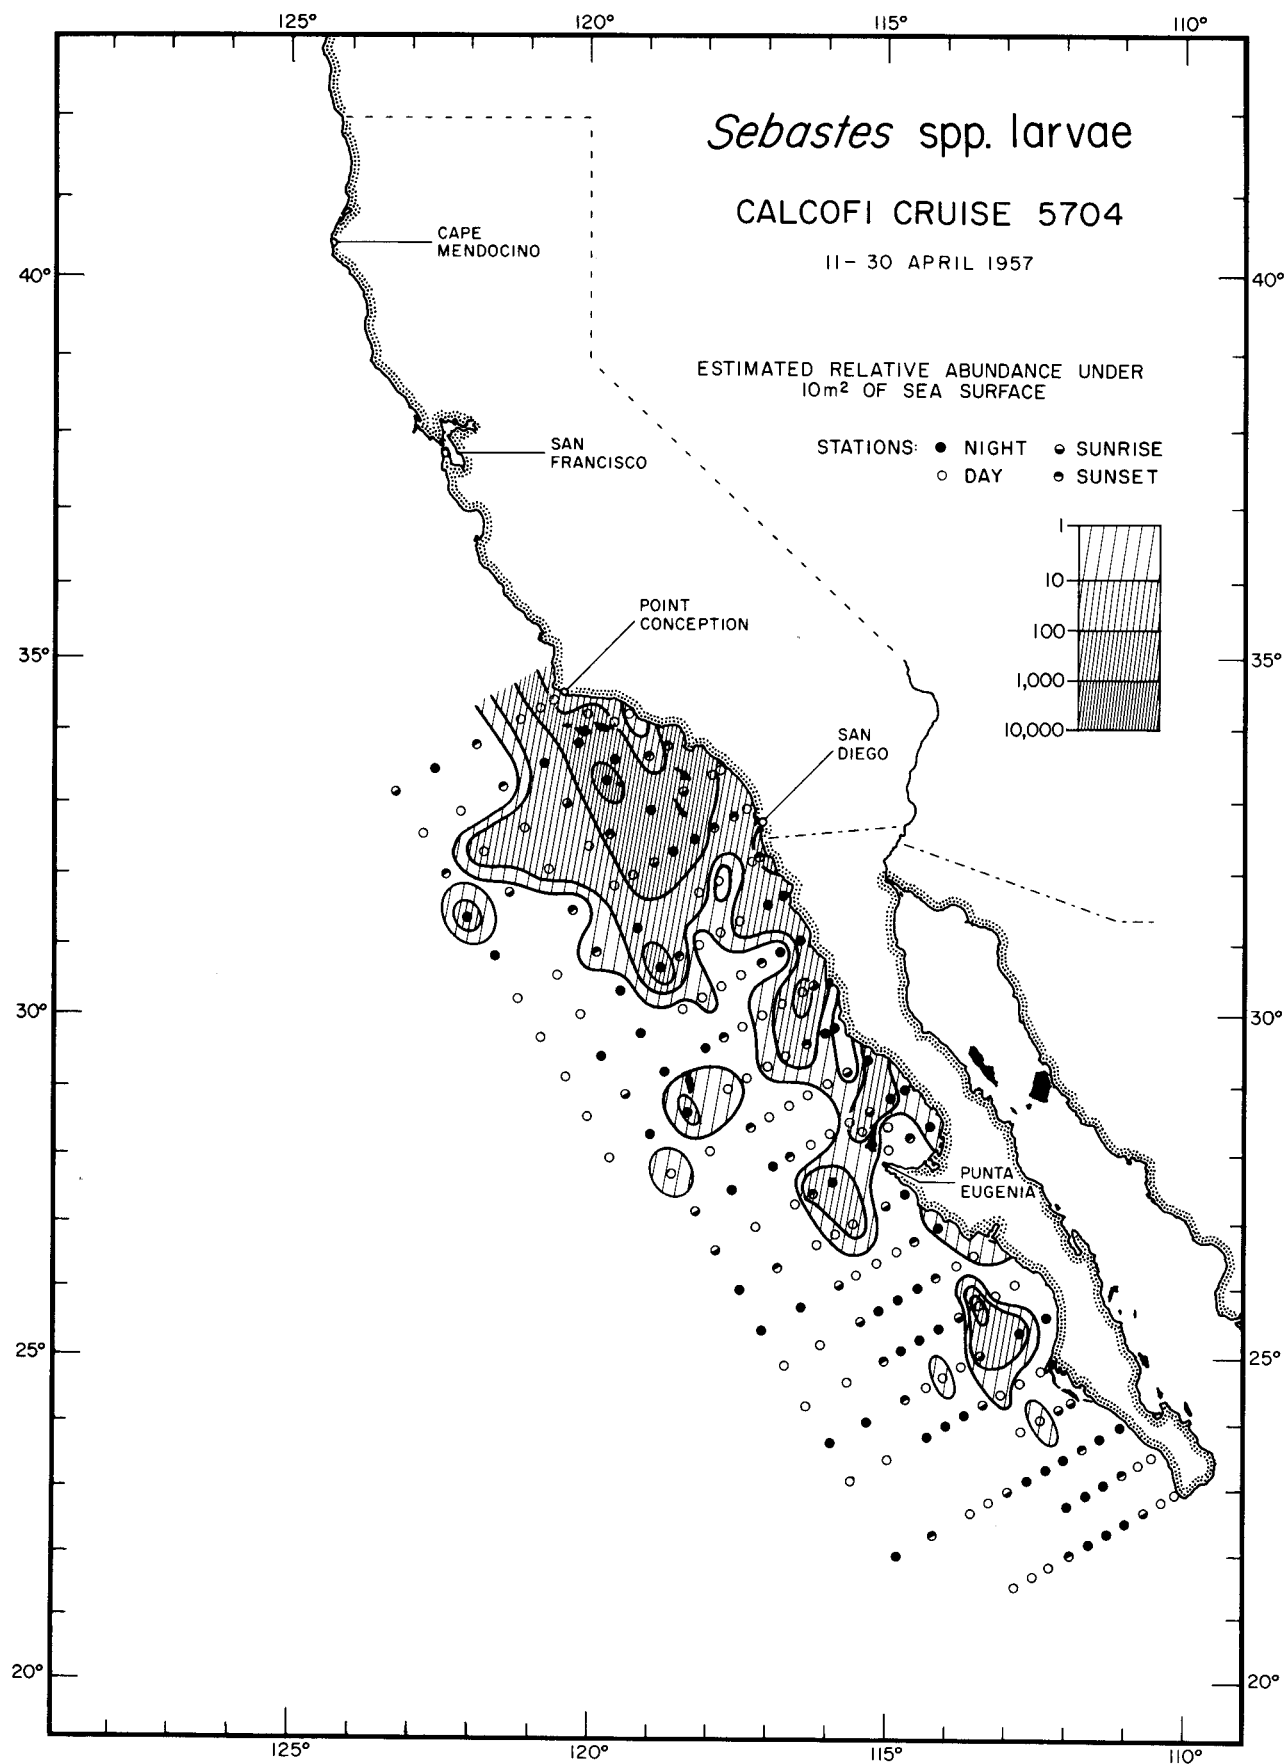 125° 120° 115° 110°
Sebastes spp. larvae
CALCOFI CRUISE 5704
11-30 APRIL 1957
CAPE
MENDOCINO
40° 40°
ESTIMATED RELATIVE ABUNDANCE UNDER
10m² OF SEA SURFACE
STATIONS: NIGHT SUNRISE
DAY SUNSET
SAN
FRANCISCO
1
10
100
1,000
10,000
POINT
CONCEPTION
35° 35°
SAN
DIEGO
30° 30°
PUNTA
EUGENIA
25° 25°
20° 20°
125° 120° 115° 110°